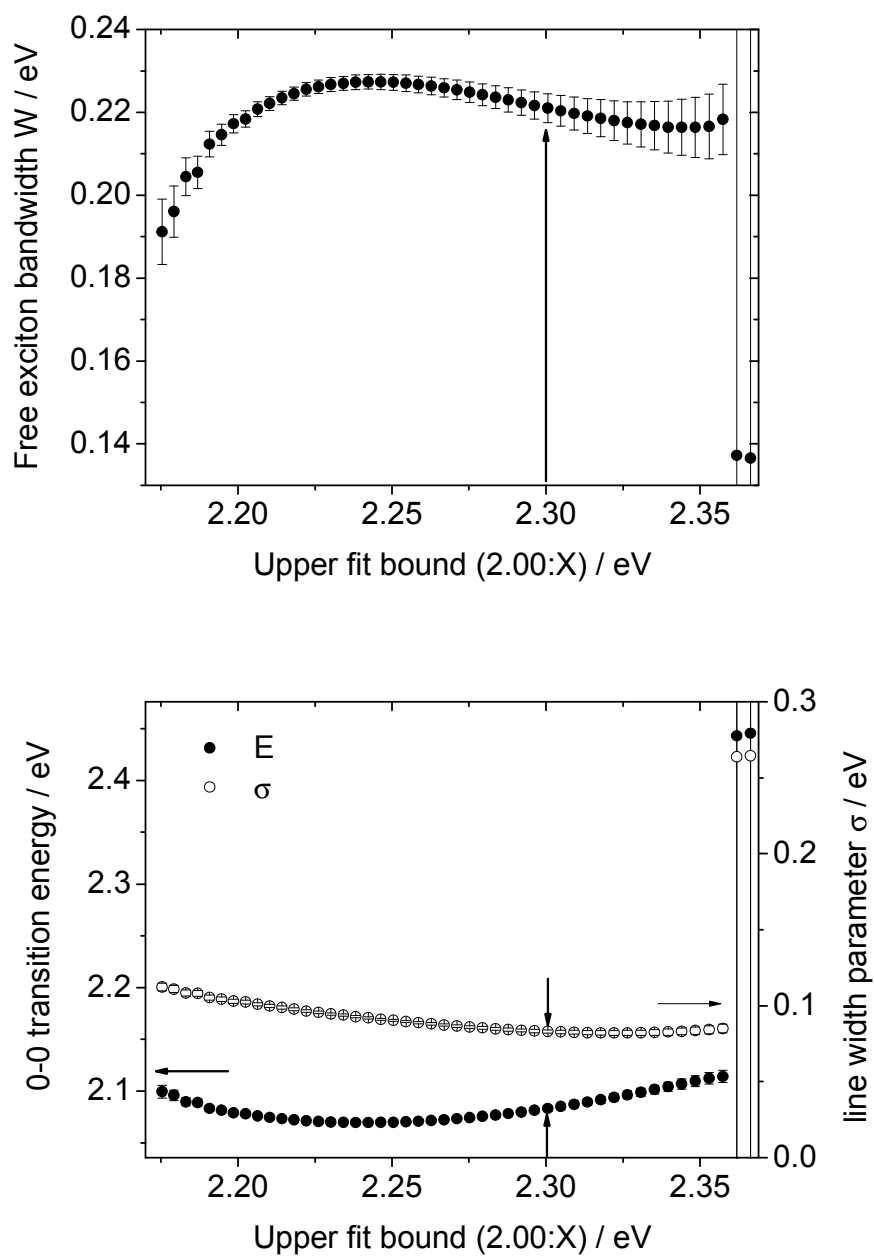 0.24
0.22
0.20
0.18
0.16
0.14
Free exciton bandwidth W / eV
2.20 2.25 2.30 2.35
Upper fit bound (2.00:X) / eV
E
σ
2.4
2.3
2.2
2.1
0-0 transition energy / eV
0.3
0.2
0.1
0.0
line width parameter σ / eV
2.20 2.25 2.30 2.35
Upper fit bound (2.00:X) / eV